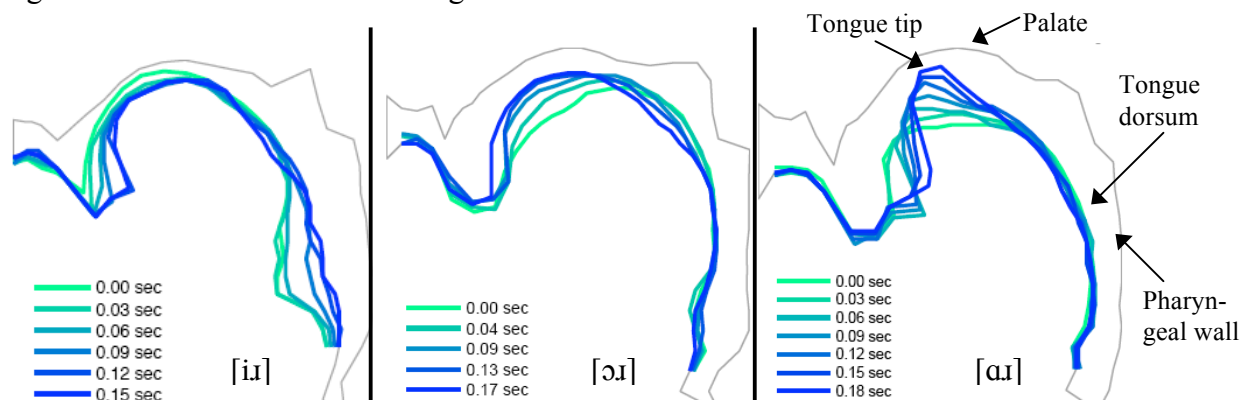 Tongue tip
Palate
Tongue
dorsum
Pharyn-
geal wall
0.00 sec
0.03 sec
0.06 sec
0.09 sec
0.12 sec
0.15 sec
[iɹ]
0.00 sec
0.04 sec
0.09 sec
0.13 sec
0.17 sec
[ɔɹ]
0.00 sec
0.03 sec
0.06 sec
0.09 sec
0.12 sec
0.15 sec
0.18 sec
[ɑɹ]